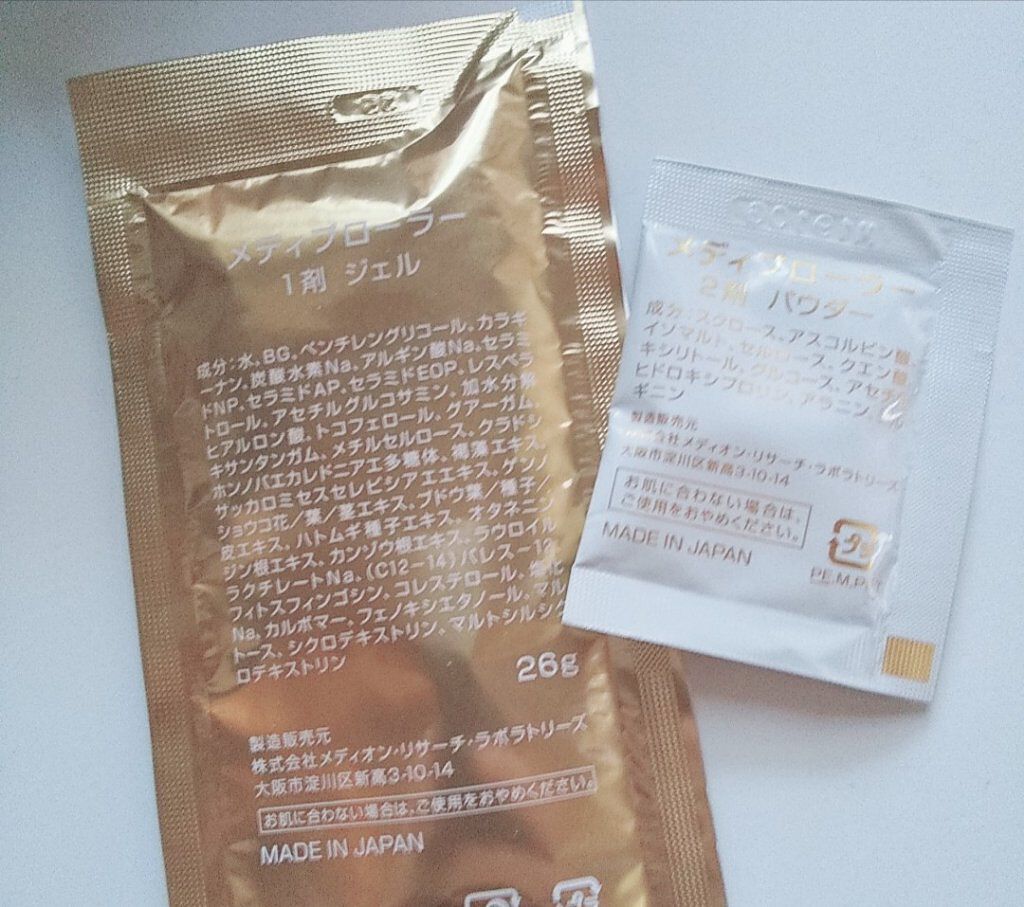 メディプローラー
1剤 ジェル
成分:水、BG、ペンチレングリコール、カラギ
ーナン、炭酸水素Na、アルギン酸Na、セラミ
ドNP、セラミドAP、セラミドEOP、レスベラ
トロール、アセチルグルコサミン、加水分解
ヒアルロン酸、トコフェロール、グアーガム、
キサンタンガム、メチルセルロース、クラドシ
ホンノバエカレドニアエ多糖体、褐藻エキス、
サッカロミセスセレビシアエエキス、ゲンノ
ショウコ花/葉/茎エキス、ブドウ葉/種子/
皮エキス、ハトムギ種子エキス、オタネニン
ジン根エキス、カンゾウ根エキス、ラウロイル
ラクチレートNa、(C12-14)パレス-12、
フィトスフィンゴシン、コレステロール、塩化
Na、カルボマー、フェノキシエタノール、マル
トース、シクロデキストリン、マルトシルシク
ロデキストリン
26g
製造販売元
株式会社メディオン・リサーチ・ラボラトリーズ
大阪市淀川区新高3-10-14
お肌に合わない場合は、ご使用をおやめください。
MADE IN JAPAN
メディプローラー
2剤 パウダー
成分:スクロース、アスコルビン酸、
イソマルト、セルロース、クエン酸、
キシリトール、グルコース、アセチル
ヒドロキシプロリン、アラニン、
ギニン
製造販売元
株式会社メディオン・リサーチ・ラボラトリーズ
大阪市淀川区新高3-10-14
お肌に合わない場合は、
ご使用をおやめください。
MADE IN JAPAN
プラ
PE,M,P